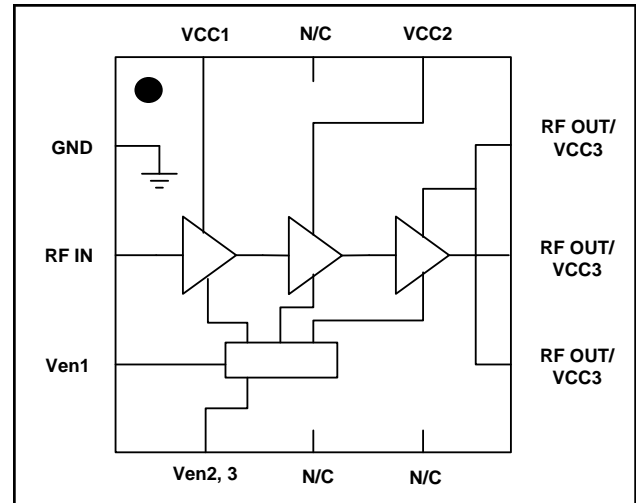 VCC1
N/C
VCC2
GND
RF OUT/
VCC3
RF IN
RF OUT/
VCC3
Ven1
RF OUT/
VCC3
Ven2, 3
N/C
N/C